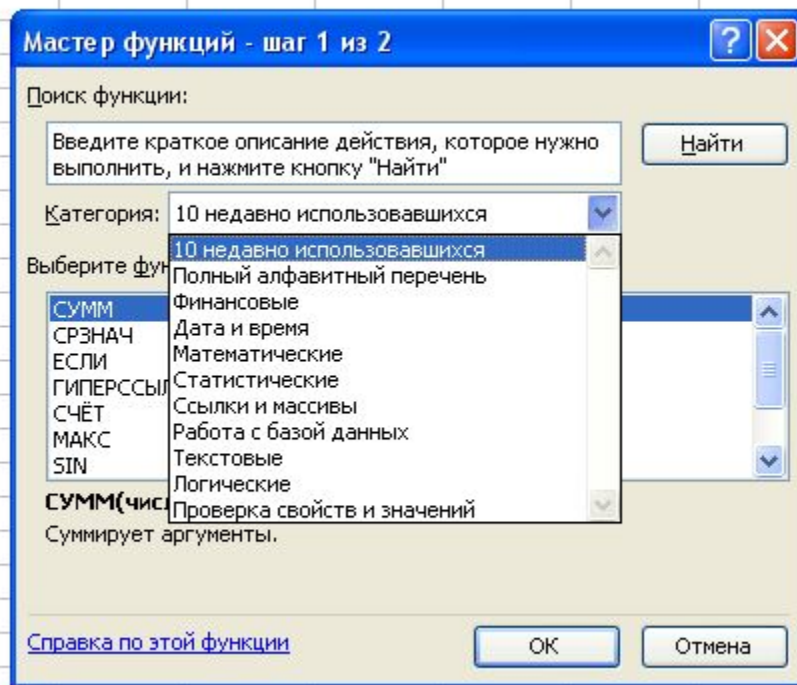 Мастер функций - шаг 1 из 2
Поиск функции:
Введите краткое описание действия, которое нужно
выполнить, и нажмите кнопку "Найти"
Найти
Категория: 10 недавно использовавшихся
10 недавно использовавшихся
Полный алфавитный перечень
Финансовые
Дата и время
Математические
Статистические
Ссылки и массивы
Работа с базой данных
Текстовые
Логические
Проверка свойств и значений
Выберите
СУММ
СРЗНАЧ
ЕСЛИ
СЧЁТ
МАКС
SIN
Суммирует аргументы.
Справка по этой функции
ОК
Отмена